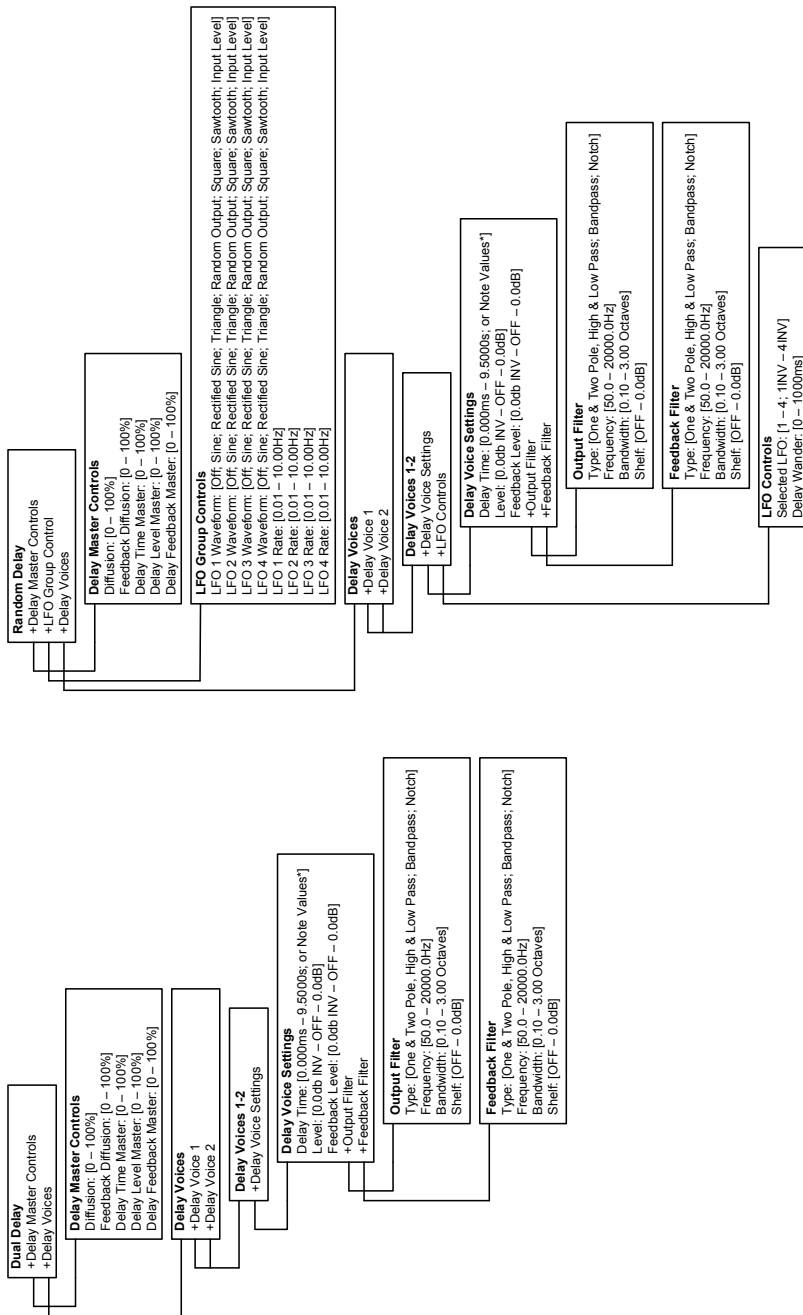 Dual Delay
+Delay Master Controls
+Delay Voices
Delay Master Controls
Diffusion: [0 – 100%]
Feedback Diffusion: [0 – 100%]
Delay Time Master: [0 – 100%]
Delay Level Master: [0 – 100%]
Delay Feedback Master: [0 – 100%]
Delay Voices
+Delay Voice 1
+Delay Voice 2
Delay Voices 1-2
+Delay Voice Settings
Delay Voice Settings
Delay Time: [0.000ms – 9.5000s; or Note Values*]
Level: [0.0db INV – OFF – 0.0dB]
Feedback Level: [0.0db INV – OFF – 0.0dB]
+Output Filter
+Feedback Filter
Output Filter
Type: [One & Two Pole, High & Low Pass; Bandpass; Notch]
Frequency: [50.0 – 20000.0Hz]
Bandwidth: [0.10 – 3.00 Octaves]
Shelf: [OFF – 0.0dB]
Feedback Filter
Type: [One & Two Pole, High & Low Pass; Bandpass; Notch]
Frequency: [50.0 – 20000.0Hz]
Bandwidth: [0.10 – 3.00 Octaves]
Shelf: [OFF – 0.0dB]
Random Delay
+Delay Master Controls
+LFO Group Control
+Delay Voices
Delay Master Controls
Diffusion: [0 – 100%]
Feedback Diffusion: [0 – 100%]
Delay Time Master: [0 – 100%]
Delay Level Master: [0 – 100%]
Delay Feedback Master: [0 – 100%]
LFO Group Controls
LFO 1 Waveform: [Off; Sine; Rectified Sine; Triangle; Random Output; Square; Sawtooth; Input Level]
LFO 2 Waveform: [Off; Sine; Rectified Sine; Triangle; Random Output; Square; Sawtooth; Input Level]
LFO 3 Waveform: [Off; Sine; Rectified Sine; Triangle; Random Output; Square; Sawtooth; Input Level]
LFO 4 Waveform: [Off; Sine; Rectified Sine; Triangle; Random Output; Square; Sawtooth; Input Level]
LFO 1 Rate: [0.01 – 10.00Hz]
LFO 2 Rate: [0.01 – 10.00Hz]
LFO 3 Rate: [0.01 – 10.00Hz]
LFO 4 Rate: [0.01 – 10.00Hz]
Delay Voices
+Delay Voice 1
+Delay Voice 2
Delay Voices 1-2
+Delay Voice Settings
+LFO Controls
Delay Voice Settings
Delay Time: [0.000ms – 9.5000s; or Note Values*]
Level: [0.0db INV – OFF – 0.0dB]
Feedback Level: [0.0db INV – OFF – 0.0dB]
+Output Filter
+Feedback Filter
Output Filter
Type: [One & Two Pole, High & Low Pass; Bandpass; Notch]
Frequency: [50.0 – 20000.0Hz]
Bandwidth: [0.10 – 3.00 Octaves]
Shelf: [OFF – 0.0dB]
Feedback Filter
Type: [One & Two Pole, High & Low Pass; Bandpass; Notch]
Frequency: [50.0 – 20000.0Hz]
Bandwidth: [0.10 – 3.00 Octaves]
Shelf: [OFF – 0.0dB]
LFO Controls
Selected LFO: [1 – 4; 1INV – 4INV]
Delay Wander: [0 – 1000ms]